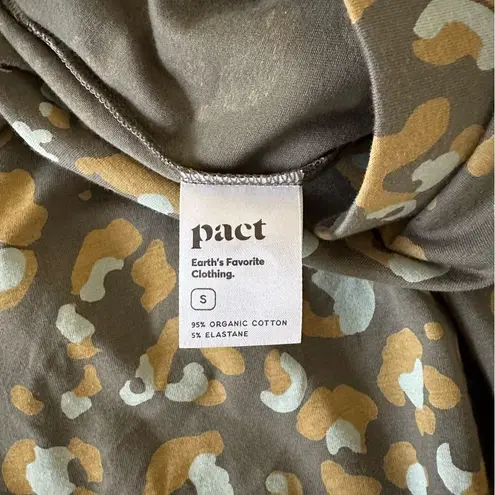 pact
Earth's Favorite
Clothing.
S
95% ORGANIC COTTON
5% ELASTANE